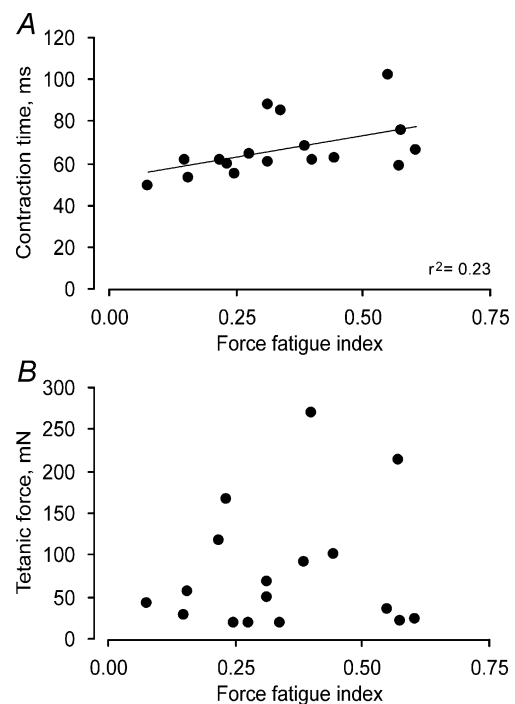 A
120
100
80
60
40
20
0
Contraction time, ms
r²= 0.23
0.00 0.25 0.50 0.75
Force fatigue index
B
300
250
200
150
100
50
0
Tetanic force, mN
0.00 0.25 0.50 0.75
Force fatigue index